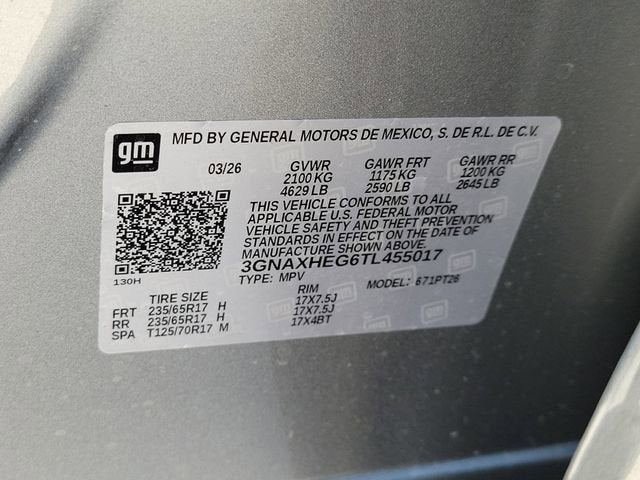 gm MFD BY GENERAL MOTORS DE MEXICO, S. DE R.L. DE C.V.
03/26 GVWR GAWR FRT GAWR RR
2100 KG 1175 KG 1200 KG
4629 LB 2590 LB 2645 LB
THIS VEHICLE CONFORMS TO ALL
APPLICABLE U.S. FEDERAL MOTOR
VEHICLE SAFETY AND THEFT PREVENTION
STANDARDS IN EFFECT ON THE DATE OF
MANUFACTURE SHOWN ABOVE.
3GNAXHEG6TL455017
130H TYPE: MPV MODEL: 671PT26
TIRE SIZE RIM
FRT 235/65R17 H 17X7.5J
RR 235/65R17 H 17X7.5J
SPA T125/70R17 M 17X4BT